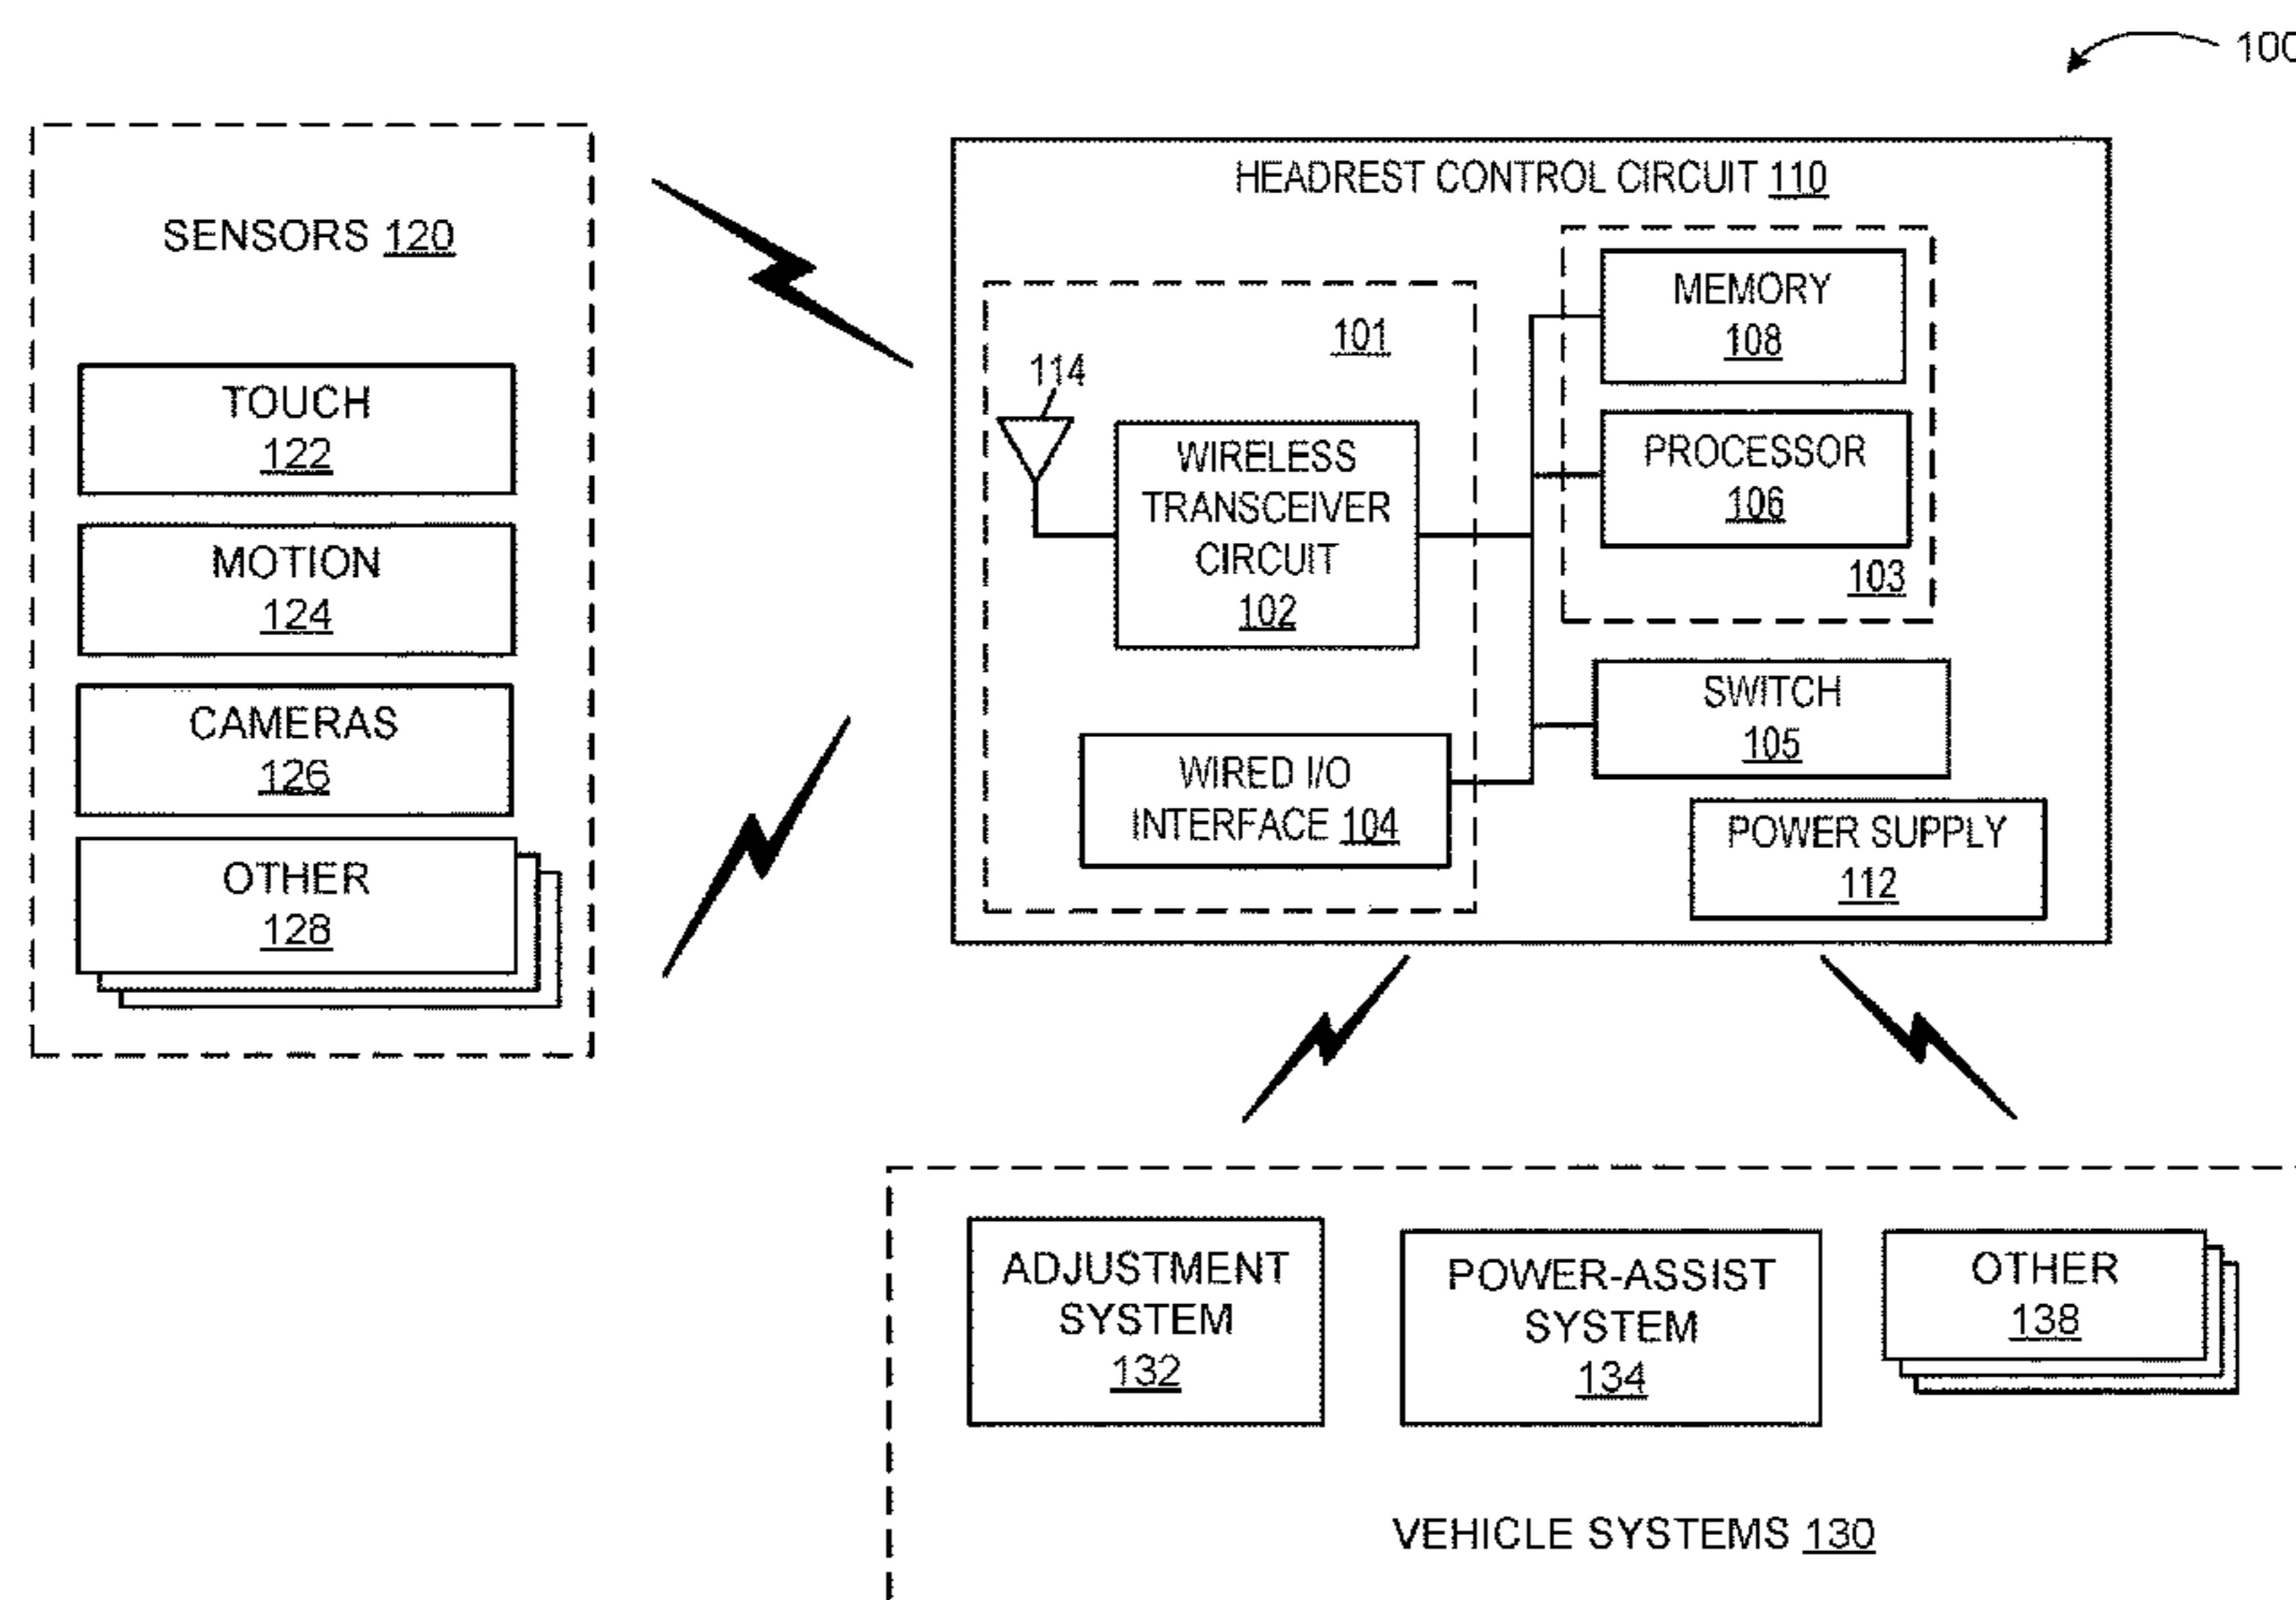 100
SENSORS 120
TOUCH
122
MOTION
124
CAMERAS
126
OTHER
128
HEADREST CONTROL CIRCUIT 110
101
114
WIRELESS
TRANSCEIVER
CIRCUIT
102
WIRED I/O
INTERFACE 104
MEMORY
108
PROCESSOR
106
103
SWITCH
105
POWER SUPPLY
112
ADJUSTMENT
SYSTEM
132
POWER-ASSIST
SYSTEM
134
OTHER
138
VEHICLE SYSTEMS 130